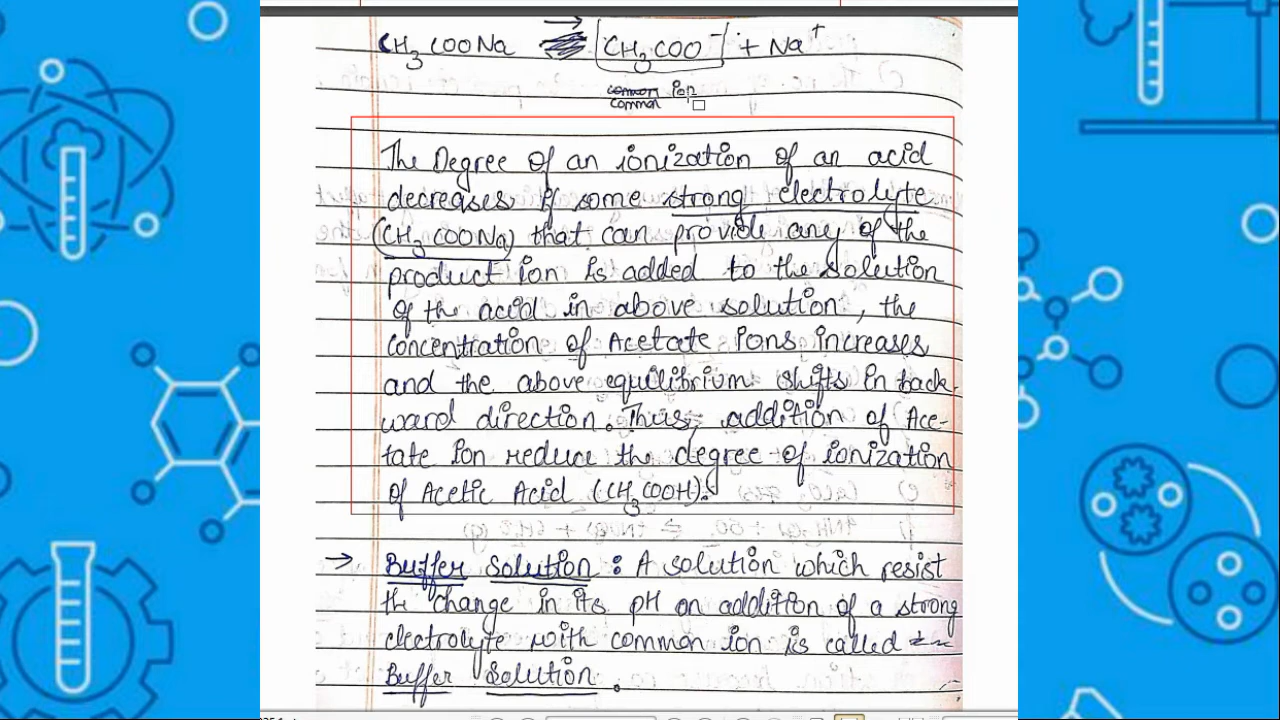 CH₃COONa → [CH₃COO⁻] + Na⁺
common ion
The Degree of an ionization of an acid
decreases if some strong electrolyte
(CH₃COONa) that can provide any of the
product ion is added to the solution
of the acid in above solution, the
concentration of Acetate ions increases
and the above equilibrium shifts in back-
ward direction. Thus, addition of Ace-
tate ion reduce the degree of ionization
of Acetic Acid (CH₃COOH).
→ Buffer Solution : A solution which resist
the change in its pH on addition of a strong
electrolyte with common ion is called
Buffer Solution.